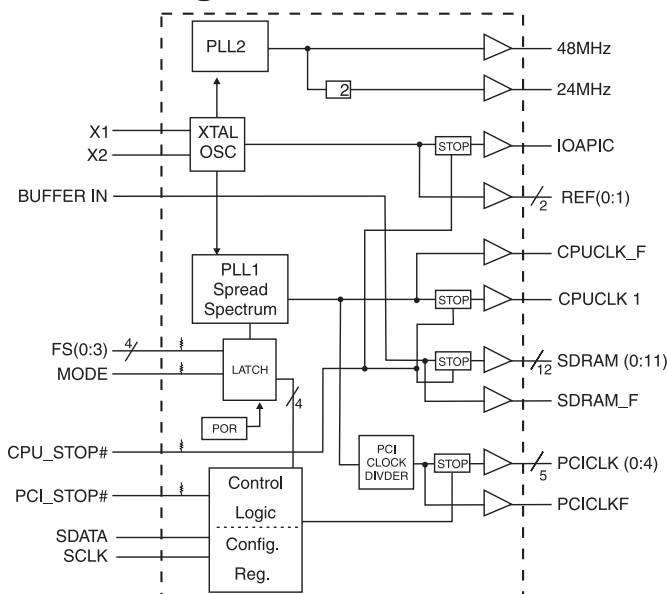 PLL2
48MHz
2
24MHz
X1
X2
XTAL
OSC
STOP
IOAPIC
BUFFER IN
2
REF(0:1)
CPUCLK_F
PLL1
Spread
Spectrum
STOP
CPUCLK 1
FS(0:3)
4
MODE
LATCH
4
STOP
12
SDRAM (0:11)
SDRAM_F
POR
CPU_STOP#
PCI
CLOCK
DIVDER
STOP
5
PCICLK (0:4)
PCICLKF
PCI_STOP#
SDATA
SCLK
Control
Logic
Config.
Reg.